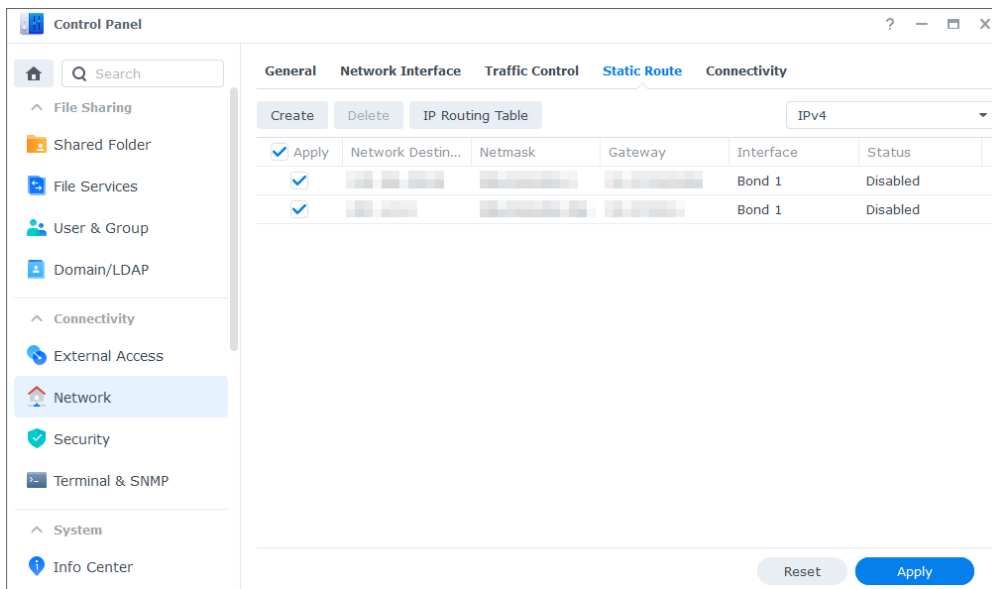 Control Panel
?
Search
General Network Interface Traffic Control Static Route Connectivity
File Sharing
Create Delete IP Routing Table IPv4
Shared Folder
Apply Network Destin... Netmask Gateway Interface Status
File Services
Bond 1 Disabled
User & Group
Bond 1 Disabled
Domain/LDAP
Connectivity
External Access
Network
Security
Terminal & SNMP
System
Info Center
Reset Apply